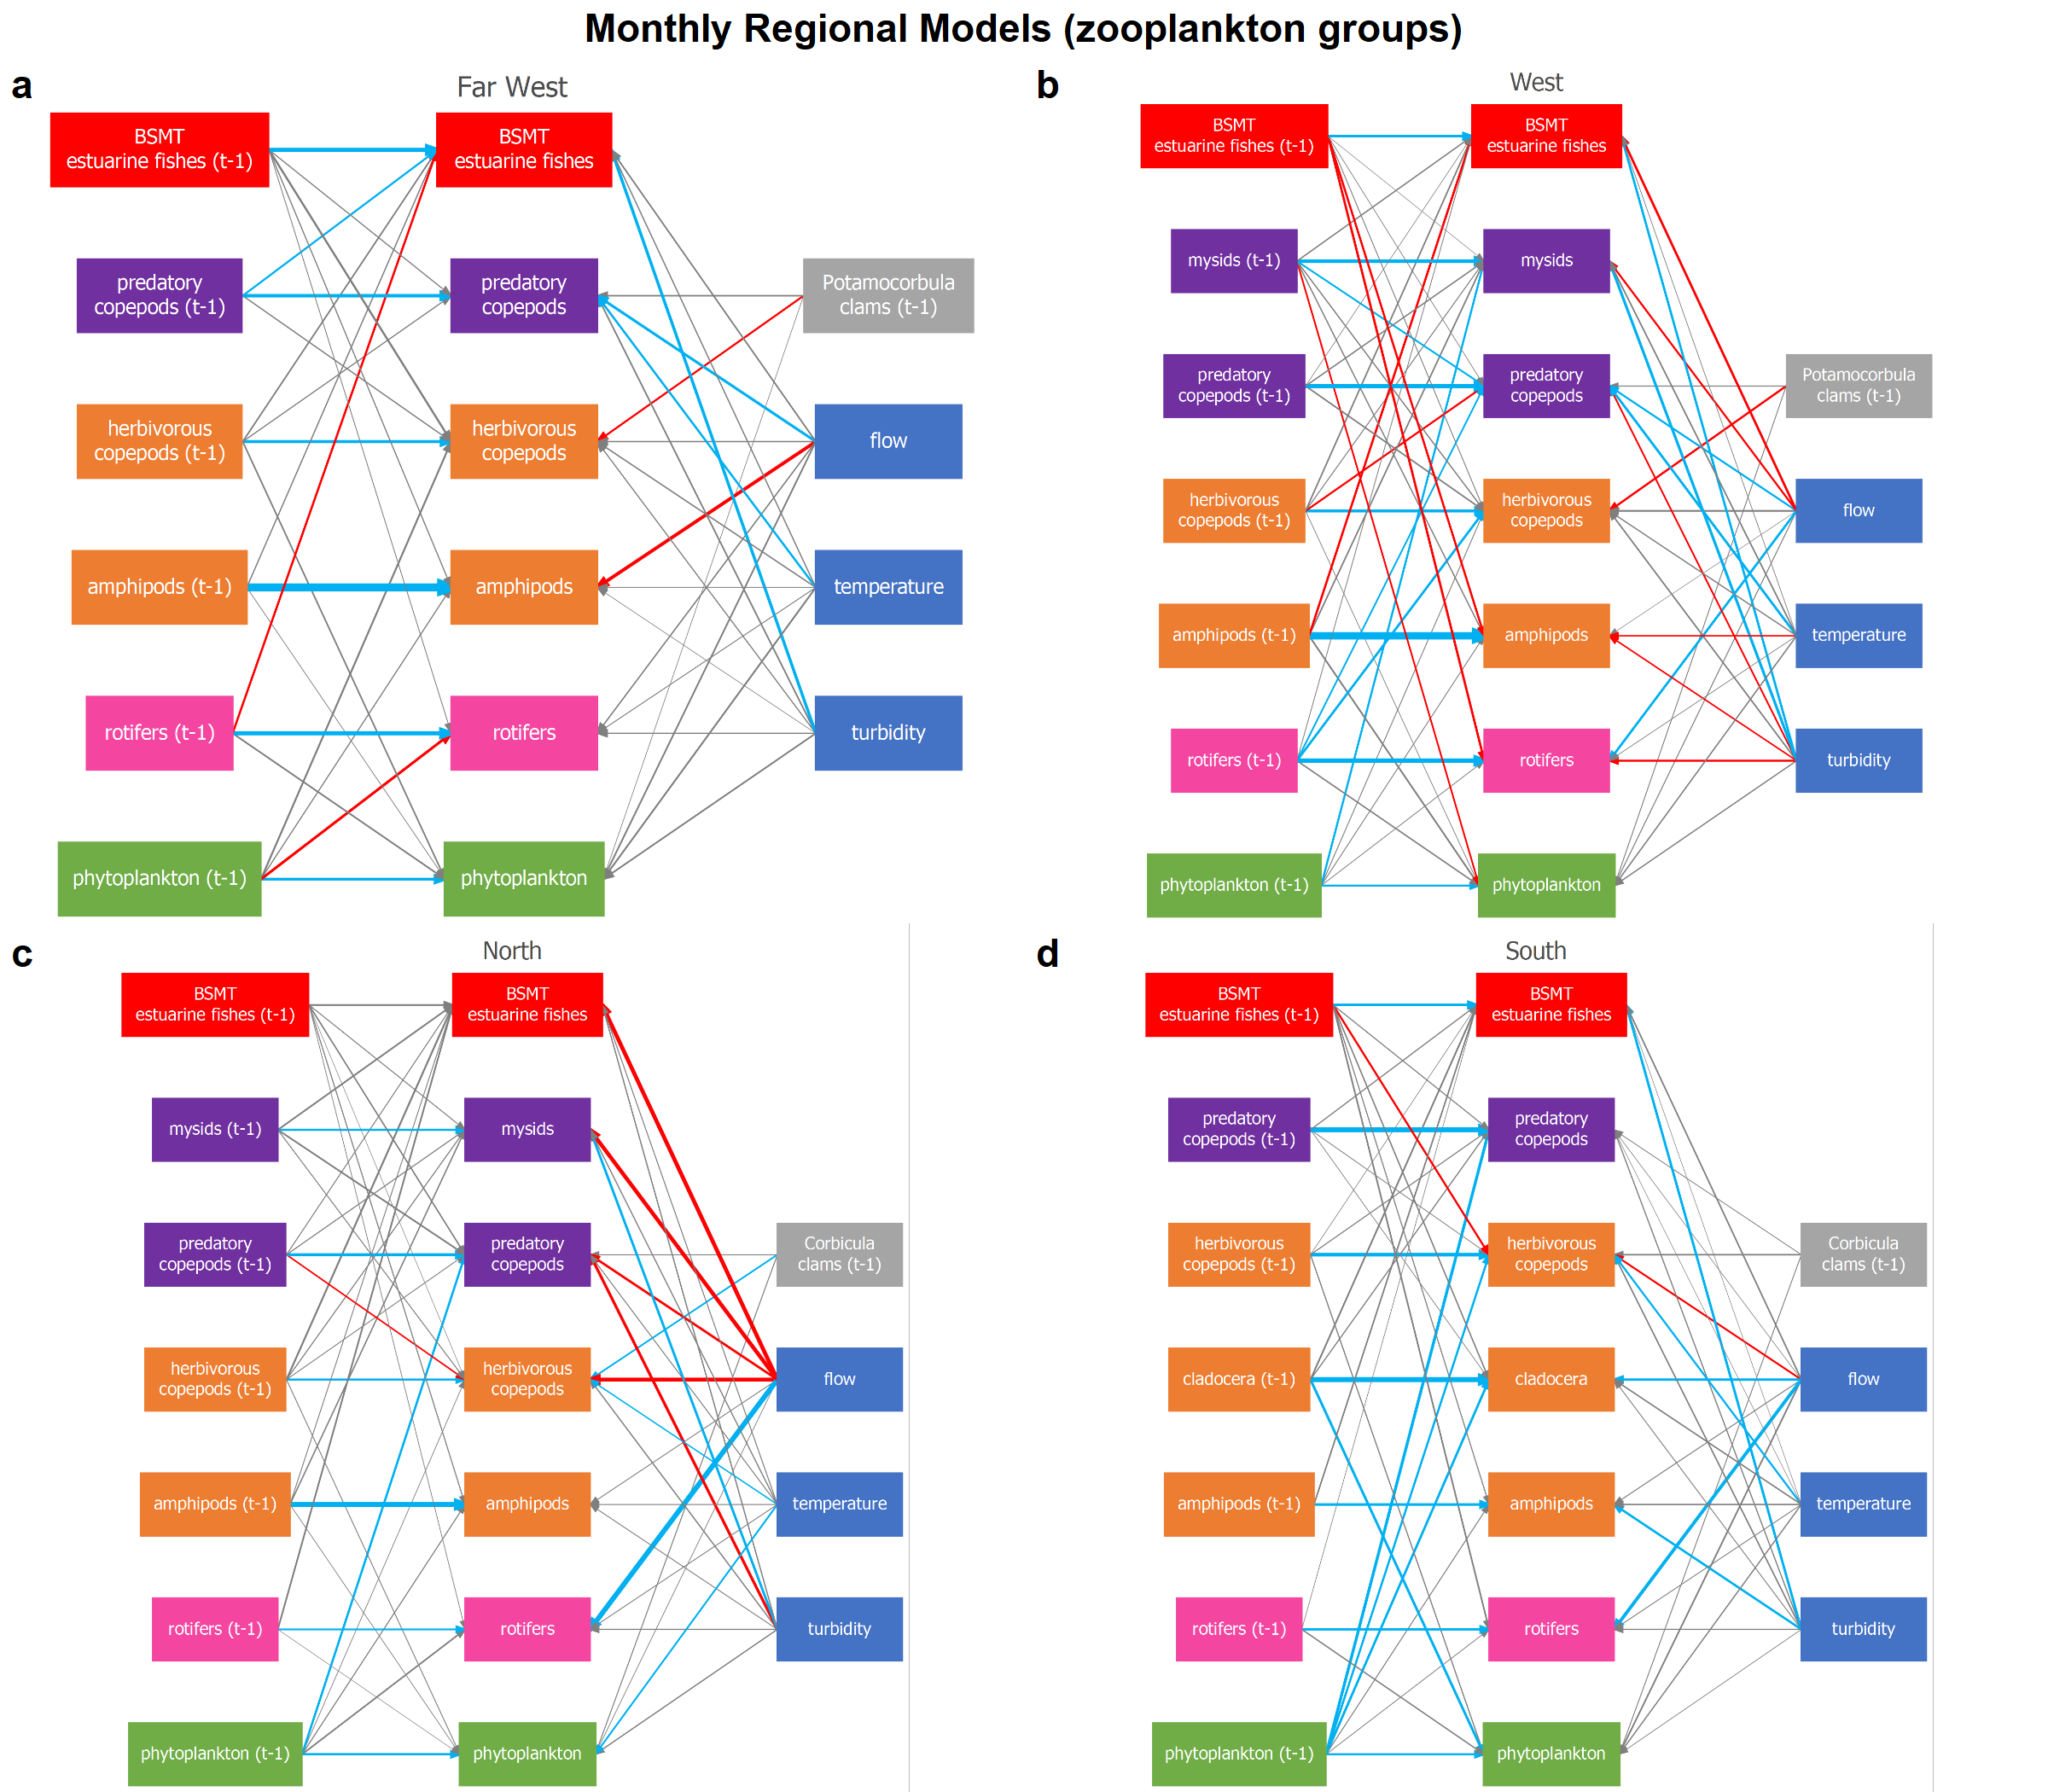 Monthly Regional Models (zooplankton groups)
a
Far West
BSMT
estuarine fishes (t-1)
BSMT
estuarine fishes
predatory
copepods (t-1)
predatory
copepods
Potamocorbula
clams (t-1)
herbivorous
copepods (t-1)
herbivorous
copepods
flow
amphipods (t-1)
amphipods
temperature
rotifers (t-1)
rotifers
turbidity
phytoplankton (t-1)
phytoplankton
b
West
BSMT
estuarine fishes (t-1)
BSMT
estuarine fishes
mysids (t-1)
mysids
predatory
copepods (t-1)
predatory
copepods
Potamocorbula
clams (t-1)
herbivorous
copepods (t-1)
herbivorous
copepods
flow
amphipods (t-1)
amphipods
temperature
rotifers (t-1)
rotifers
turbidity
phytoplankton (t-1)
phytoplankton
c
North
BSMT
estuarine fishes (t-1)
BSMT
estuarine fishes
mysids (t-1)
mysids
predatory
copepods (t-1)
predatory
copepods
Corbicula
clams (t-1)
herbivorous
copepods (t-1)
herbivorous
copepods
flow
amphipods (t-1)
amphipods
temperature
rotifers (t-1)
rotifers
turbidity
phytoplankton (t-1)
phytoplankton
d
South
BSMT
estuarine fishes (t-1)
BSMT
estuarine fishes
predatory
copepods (t-1)
predatory
copepods
herbivorous
copepods (t-1)
herbivorous
copepods
Corbicula
clams (t-1)
cladocera (t-1)
cladocera
flow
amphipods (t-1)
amphipods
temperature
rotifers (t-1)
rotifers
turbidity
phytoplankton (t-1)
phytoplankton